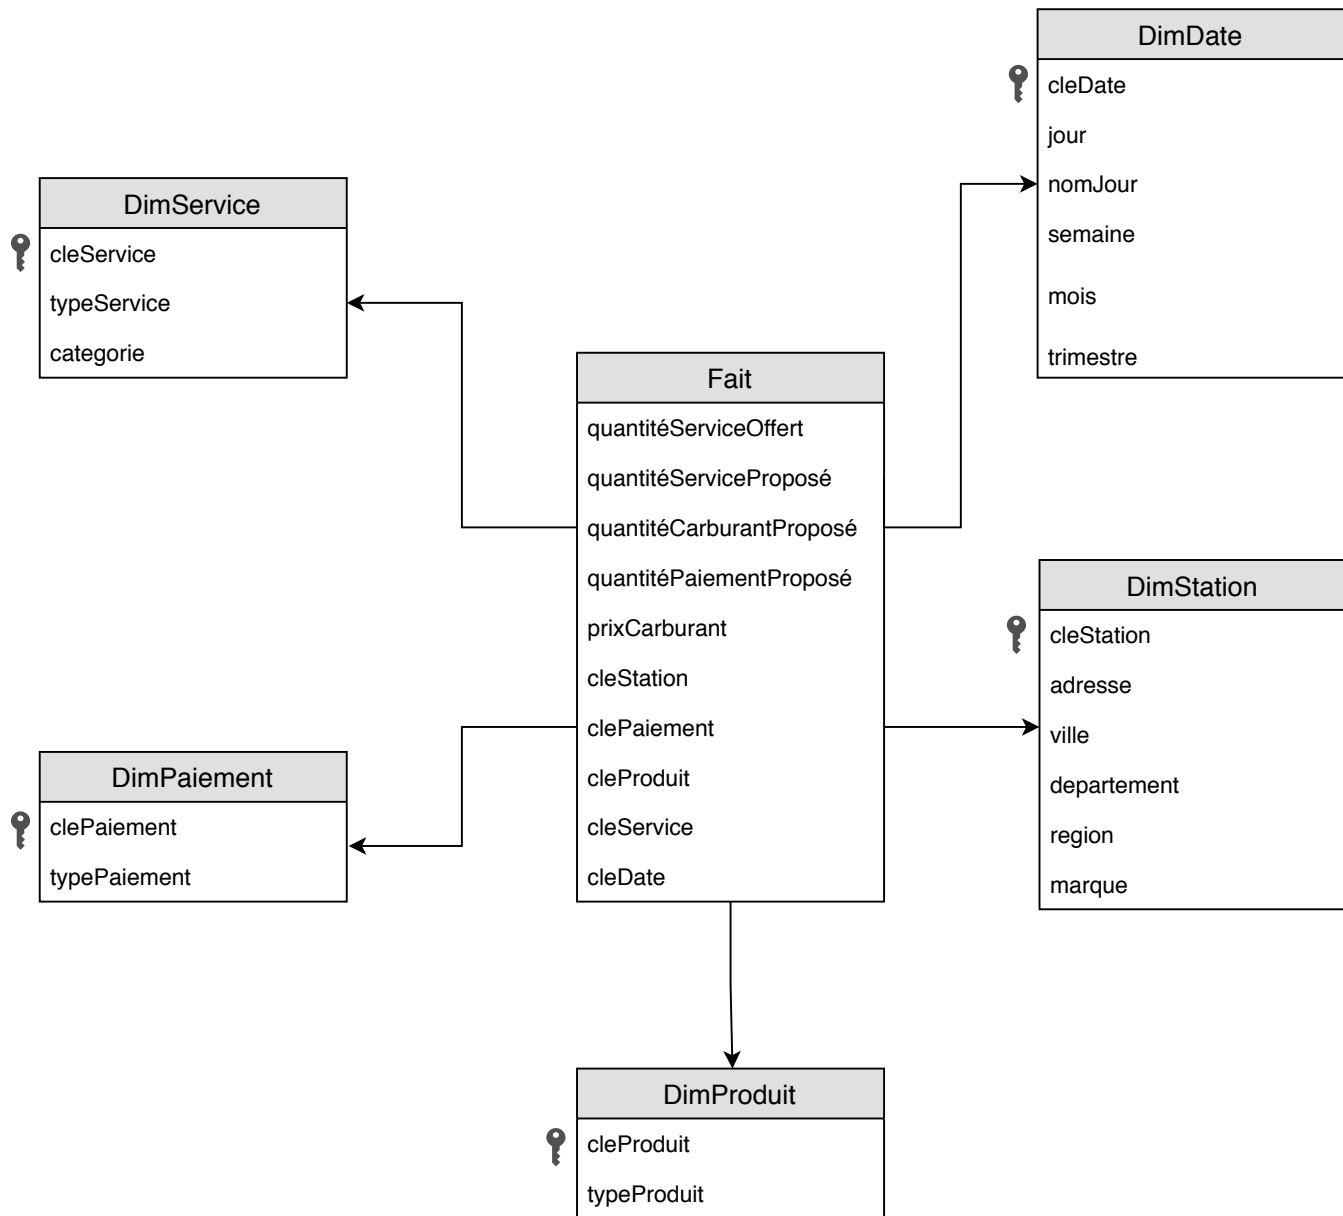 DimDate
cleDate
jour
nomJour
semaine
mois
trimestre
DimService
cleService
typeService
categorie
Fait
quantitéServiceOffert
quantitéServiceProposé
quantitéCarburantProposé
quantitéPaiementProposé
prixCarburant
cleStation
clePaiement
cleProduit
cleService
cleDate
DimStation
cleStation
adresse
ville
departement
region
marque
DimPaiement
clePaiement
typePaiement
DimProduit
cleProduit
typeProduit